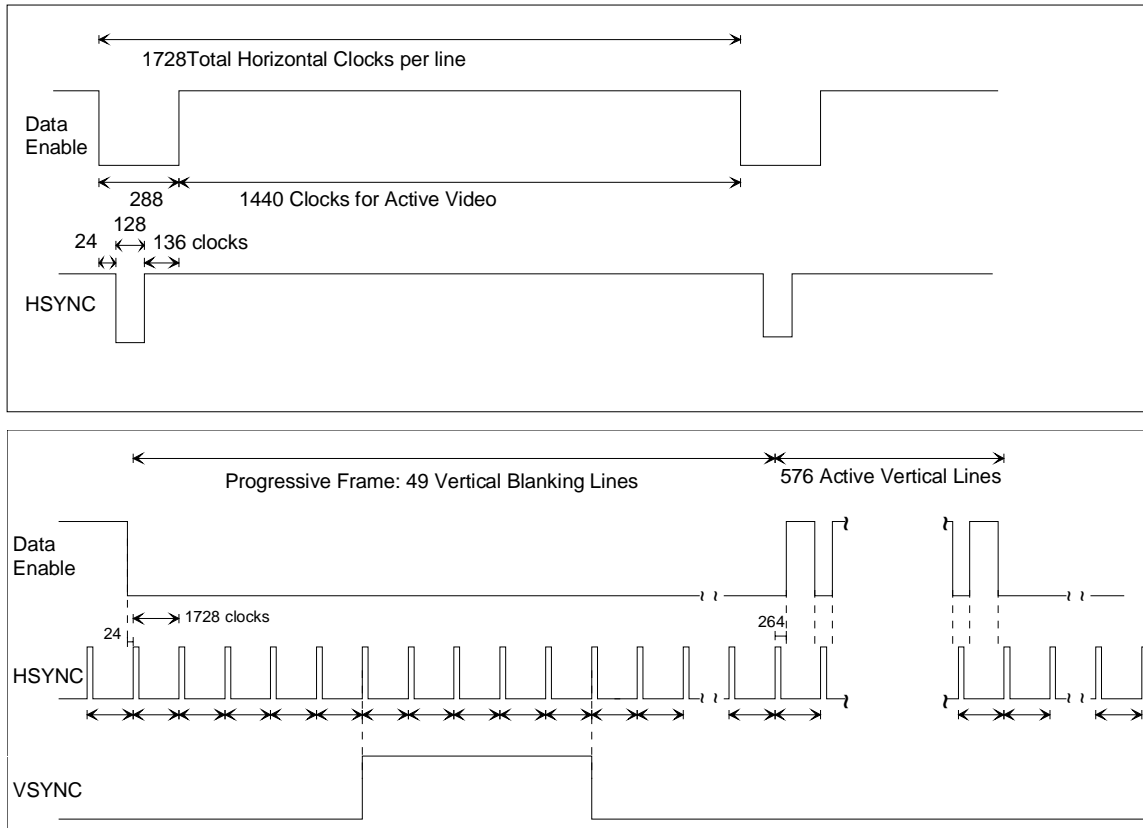 1728Total Horizontal Clocks per line
Data
Enable
288
1440 Clocks for Active Video
128
24
136 clocks
HSYNC
Progressive Frame: 49 Vertical Blanking Lines
576 Active Vertical Lines
Data
Enable
1728 clocks
24
264
HSYNC
VSYNC